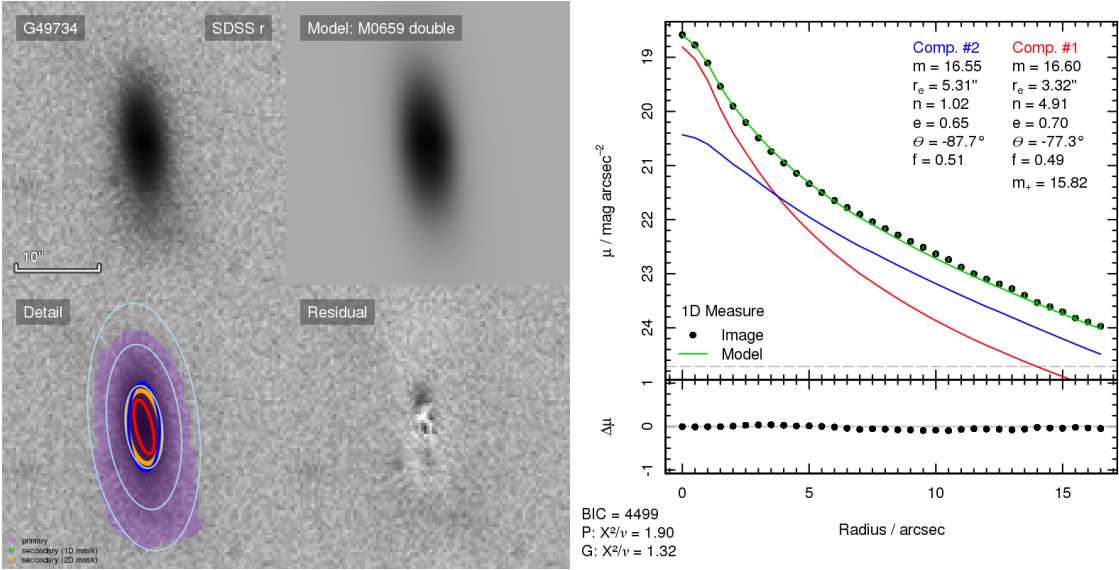 G49734
SDSS r
Model: M0659 double
10"
Detail
Residual
primary
secondary (1D mask)
secondary (2D mask)
μ / mag arcsec⁻²
19
20
21
22
23
24
Comp. #2
m = 16.55
rₑ = 5.31"
n = 1.02
e = 0.65
Θ = -87.7°
f = 0.51
Comp. #1
m = 16.60
rₑ = 3.32"
n = 4.91
e = 0.70
Θ = -77.3°
f = 0.49
m₊ = 15.82
1D Measure
Image
Model
Δμ
1
0
-1
0 5 10 15
Radius / arcsec
BIC = 4499
P: X²/ν = 1.90
G: X²/ν = 1.32